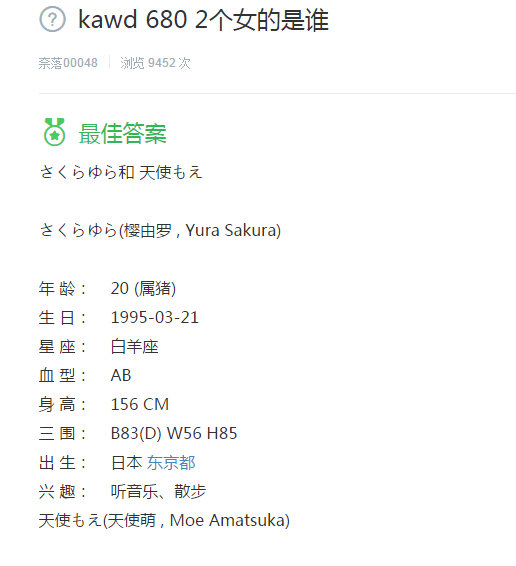 kawd 680 2个女的是谁
奈落00048 浏览 9452 次
最佳答案
さくらゆら和 天使もえ
さくらゆら(樱由罗 , Yura Sakura)
年 龄： 20 (属猪)
生 日： 1995-03-21
星 座： 白羊座
血 型： AB
身 高： 156 CM
三 围： B83(D) W56 H85
出 生： 日本 东京都
兴 趣： 听音乐、散步
天使もえ(天使萌 , Moe Amatsuka)